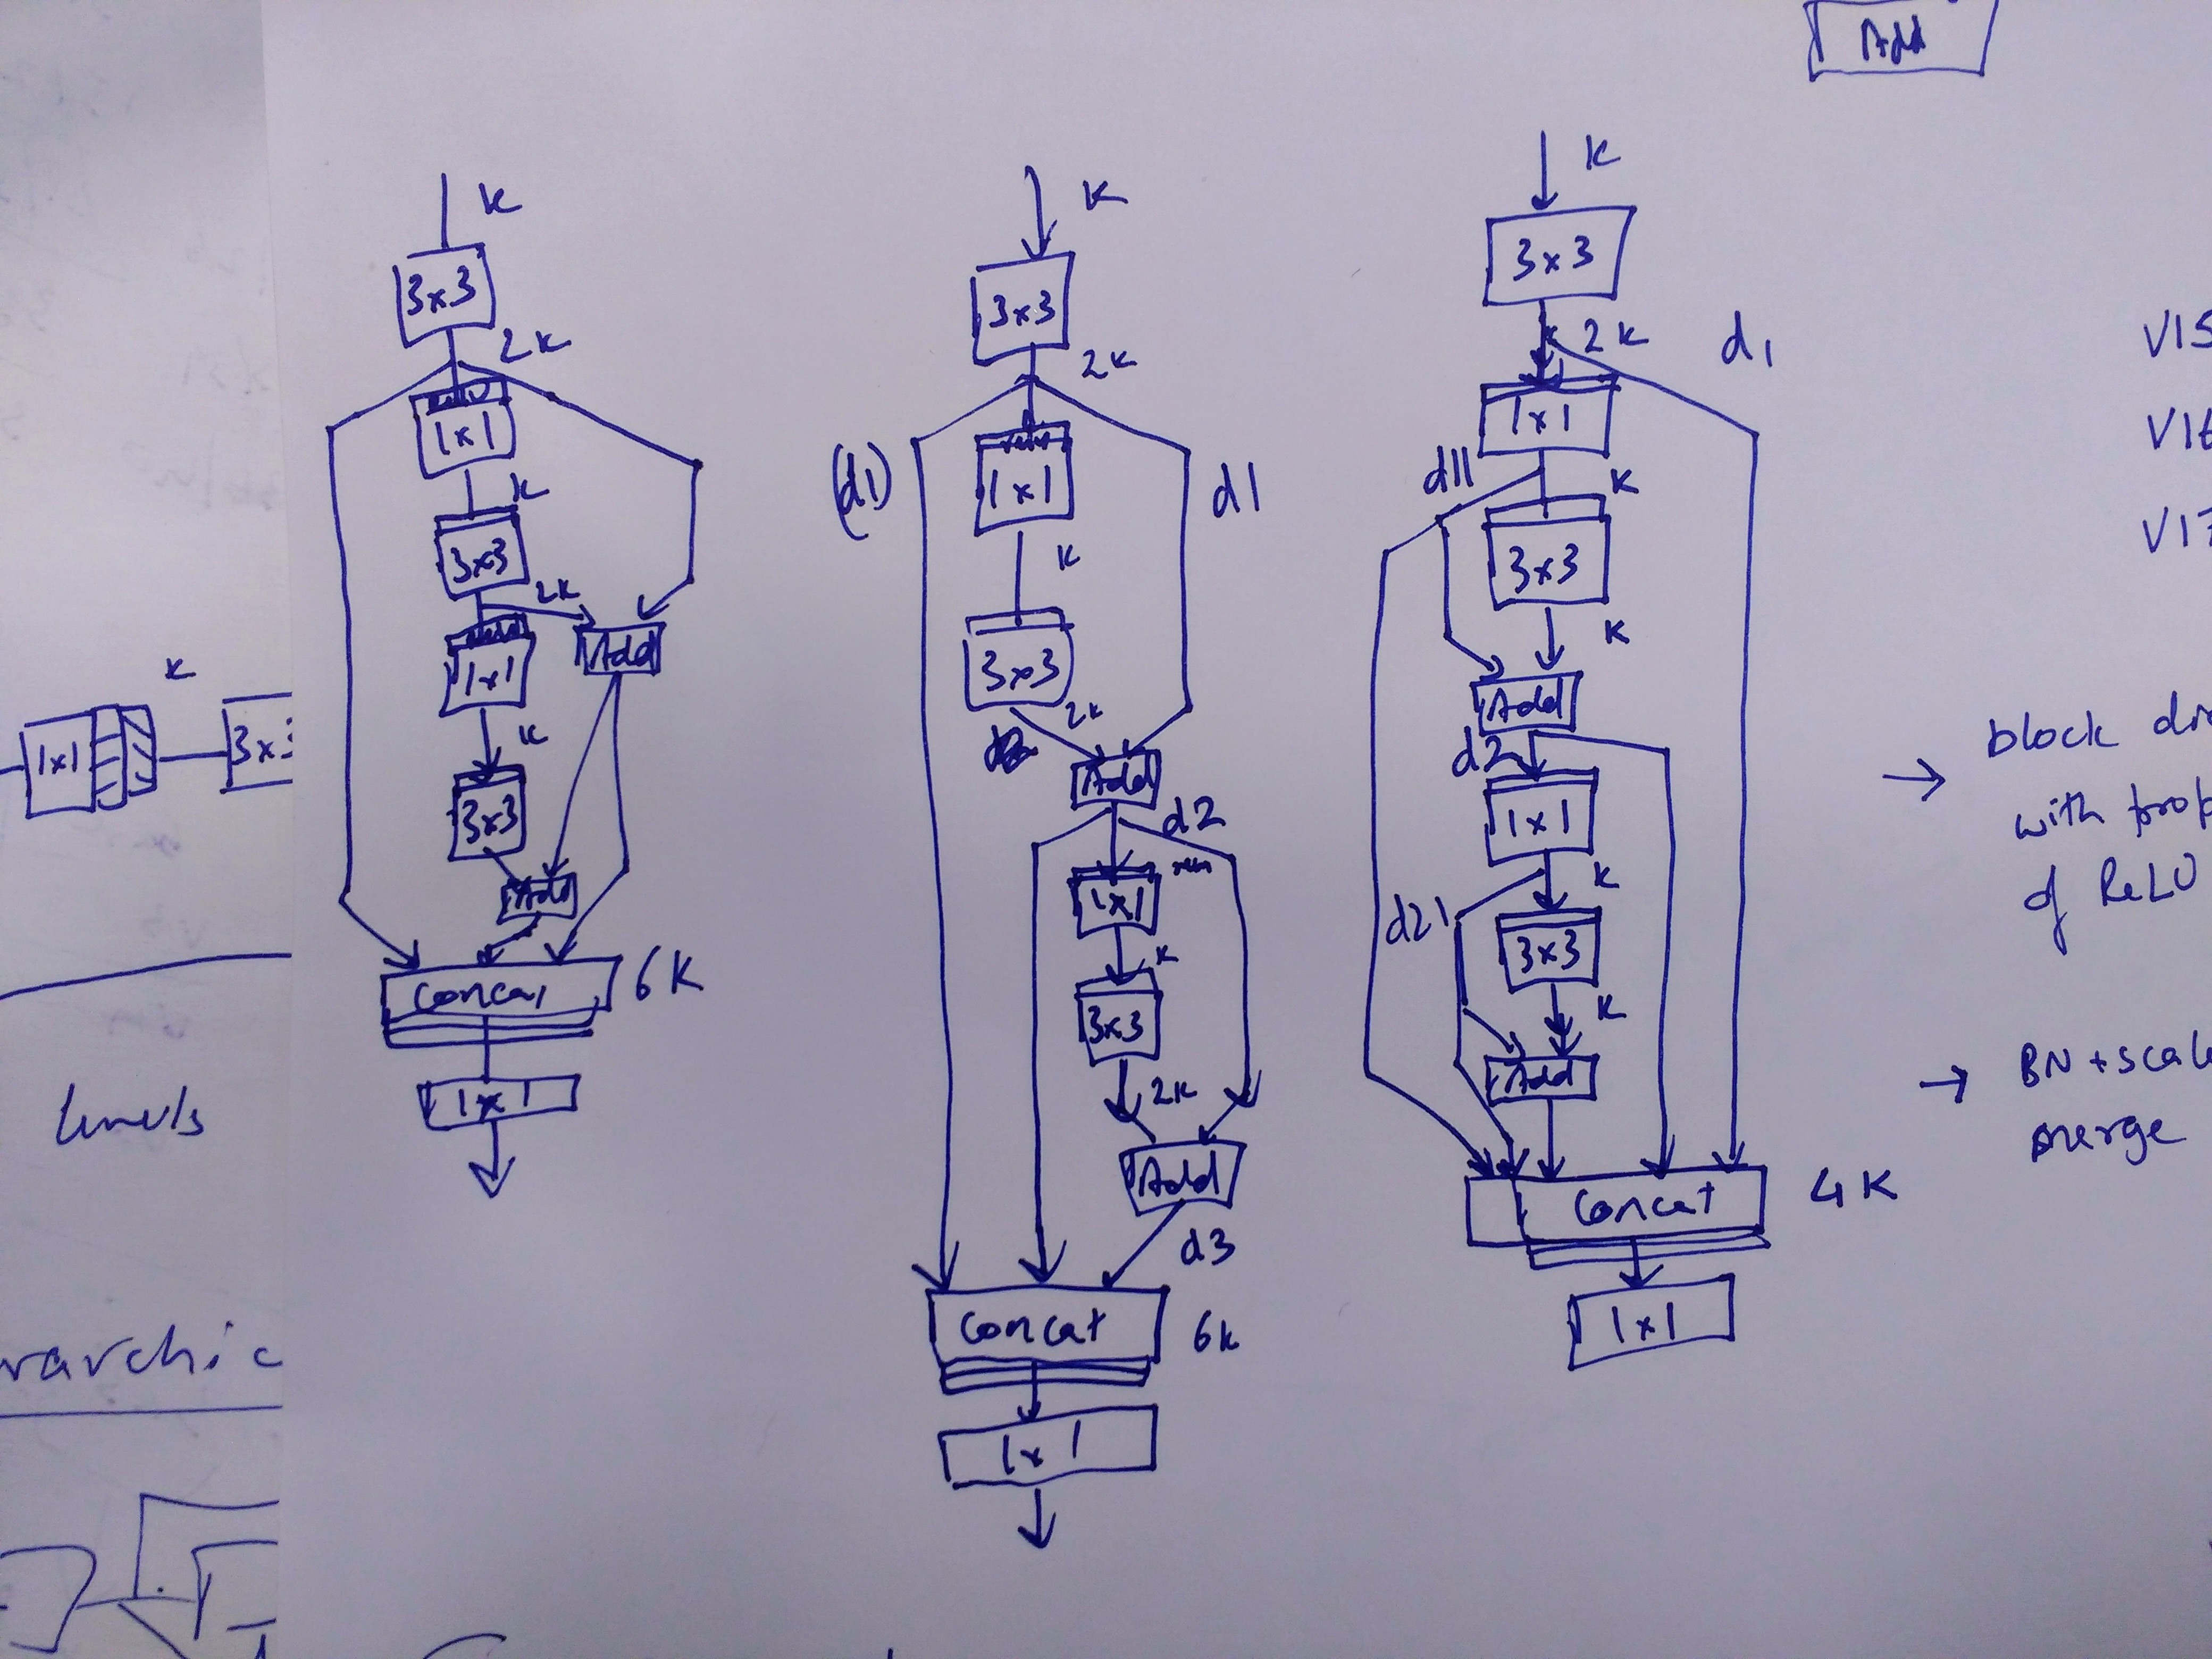 Add
K
3x3
2K
1x1
K
3x3
2K
Add
1x1
K
3x3
Add
Concat
6K
1x1
K
3x3
2K
(d1)
d1
1x1
K
3x3
2K
Add
d2
1x1
K
3x3
2K
Add
d3
Concat
6K
1x1
K
3x3
2K
d1
1x1
d11
K
3x3
K
Add
d2
1x1
K
d21
3x3
K
Add
Concat
4K
1x1
K
1x1
3x3
levels
rarchic
V15
V16
V17
→ block
with prop
of ReLU
→ BN + scale
merge